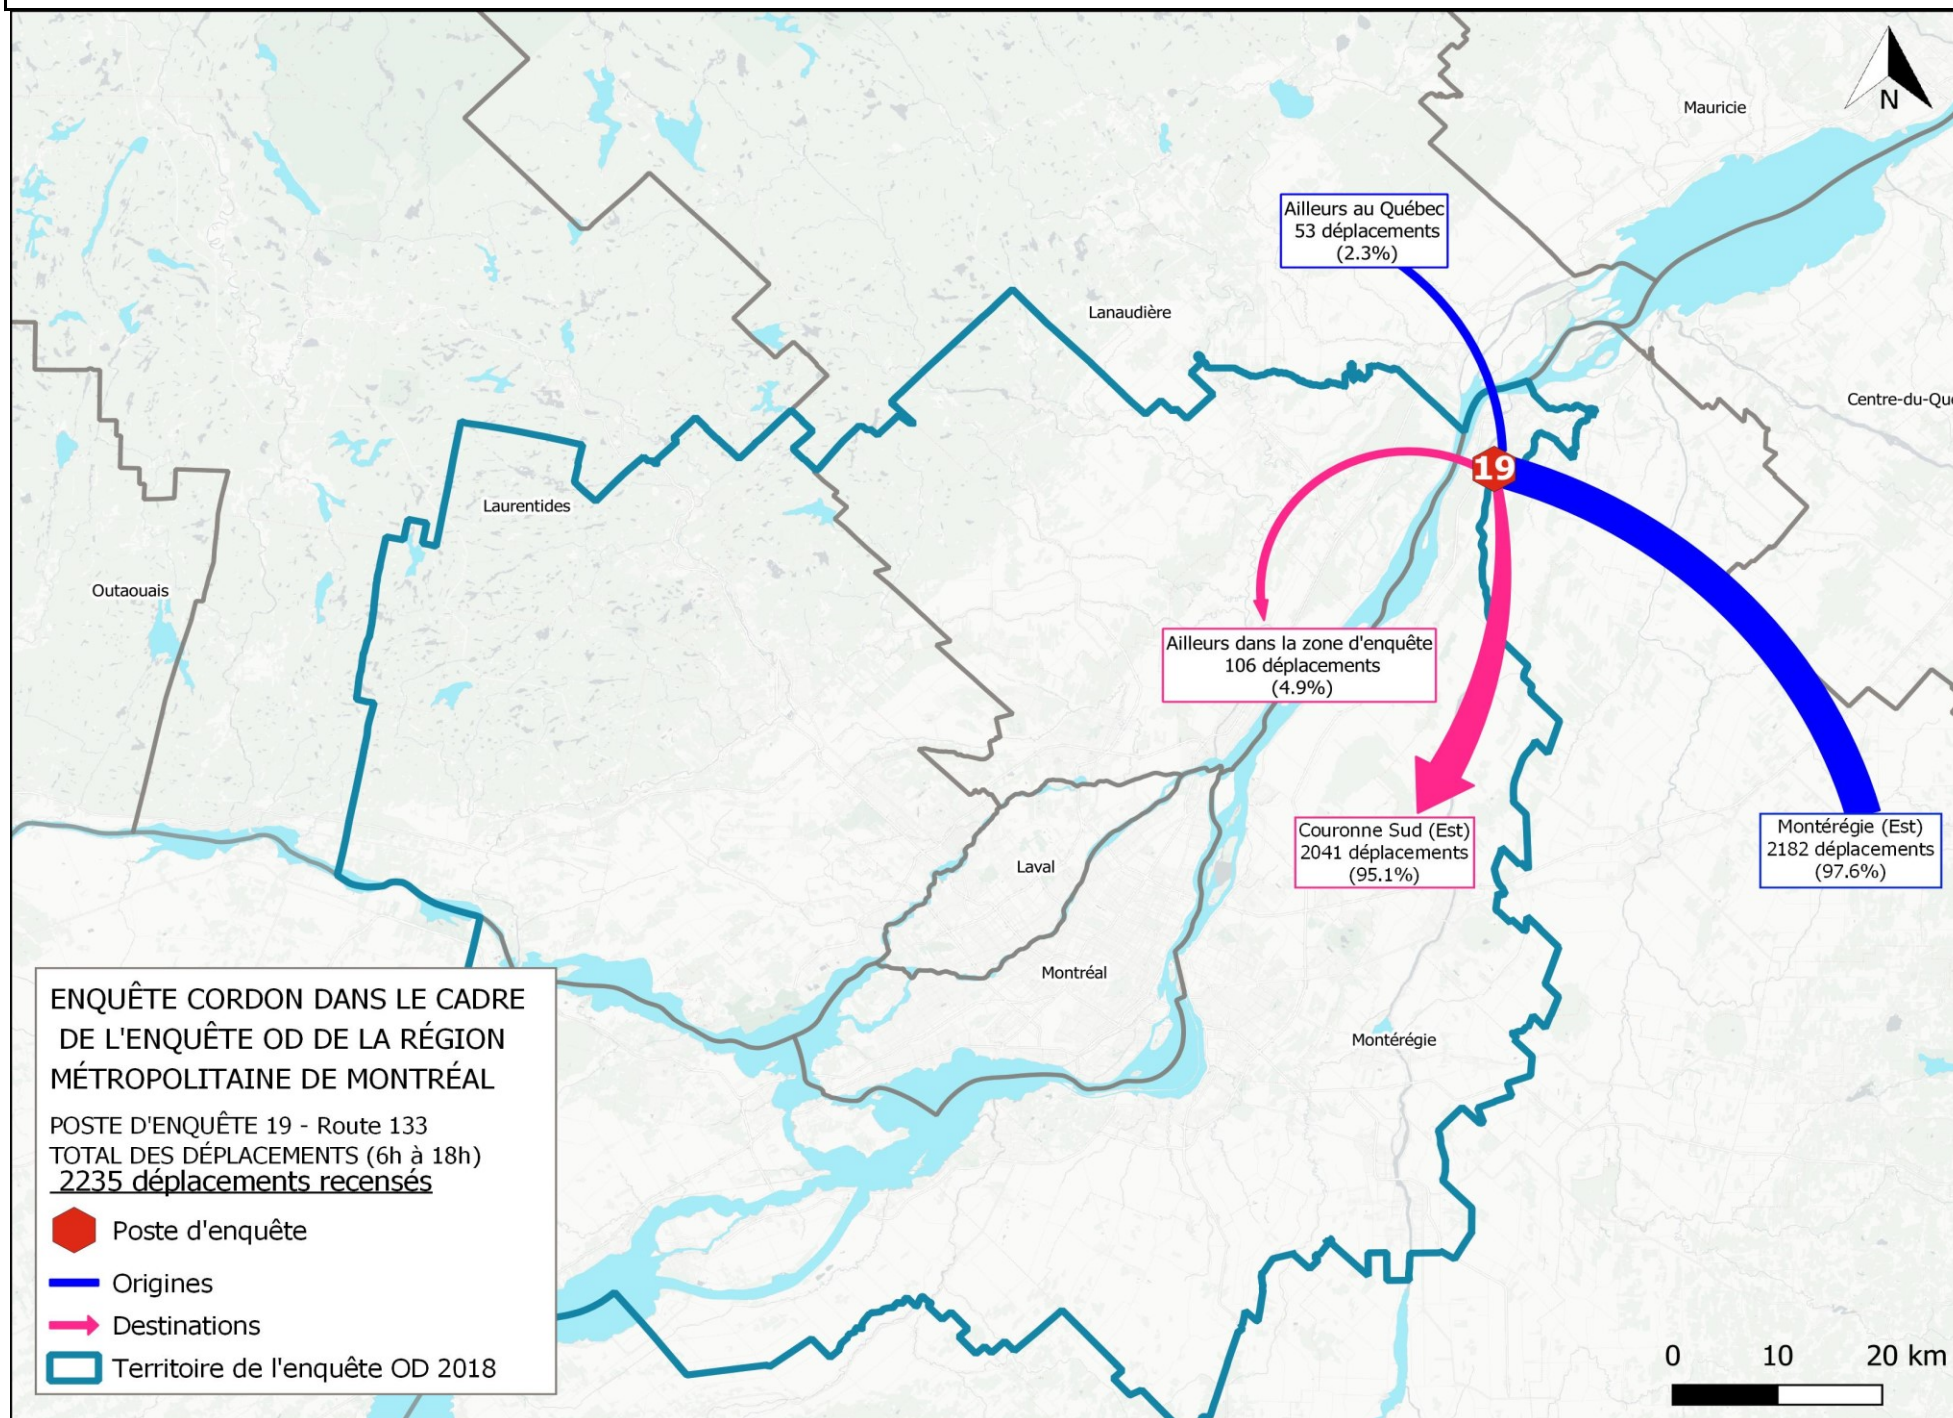 Mauricie
N
Ailleurs au Québec
53 déplacements
(2.3%)
Lanaudière
Centre-du-Qué
19
Laurentides
Outaouais
Ailleurs dans la zone d'enquête
106 déplacements
(4.9%)
Couronne Sud (Est)
2041 déplacements
(95.1%)
Montérégie (Est)
2182 déplacements
(97.6%)
Laval
Montréal
Montérégie
ENQUÊTE CORDON DANS LE CADRE
DE L'ENQUÊTE OD DE LA RÉGION
MÉTROPOLITAINE DE MONTRÉAL
POSTE D'ENQUÊTE 19 - Route 133
TOTAL DES DÉPLACEMENTS (6h à 18h)
2235 déplacements recensés
Poste d'enquête
Origines
Destinations
Territoire de l'enquête OD 2018
0 10 20 km